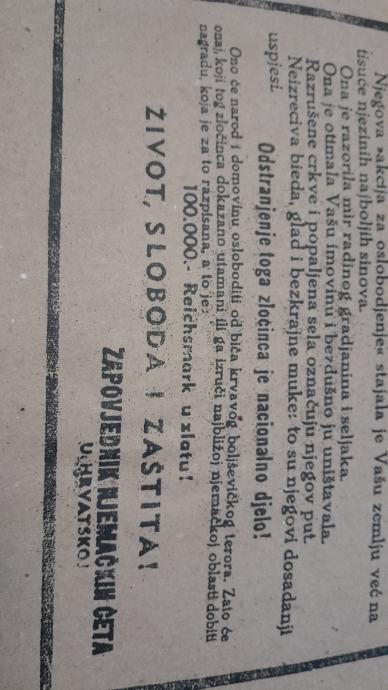 Njegova »akcija za oslobodjenje« stajala je Vašu zemlju već na
tisuće njezinih najboljih sinova.
Ona je razorila mir radinog gradjanina i seljaka.
Ona je otimala Vašu imovinu i bezdušno ju uništavala.
Razrušene crkve i popaljena sela označuju njegov put.
Neizreciva bieda, glad i bezkrajne muke: to su njegovi dosadanji
uspjesi.
Odstranjenje toga zločinca je nacionalno djelo!
Ono će narod i domovinu osloboditi od biča krvavog boljševičkog terora. Zato će
onaj, koji tog zločinca dokazano utamani ili ga izruči najbližoj njemačkoj oblasti dobiti
nagradu, koja je za to razpisana, a to je:
100.000.- Reichsmark u zlatu!
ŽIVOT, SLOBODA I ZAŠTITA!
ZAPOVJEDNIK NJEMAČKIH ČETA
U HRVATSKOJ